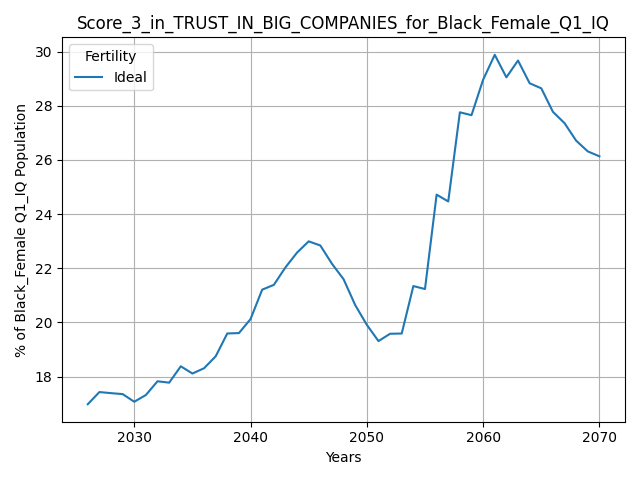 Score_3_in_TRUST_IN_BIG_COMPANIES_for_Black_Female_Q1_IQ
Fertility
Ideal
% of Black_Female Q1_IQ Population
30
28
26
24
22
20
18
2030
2040
2050
2060
2070
Years